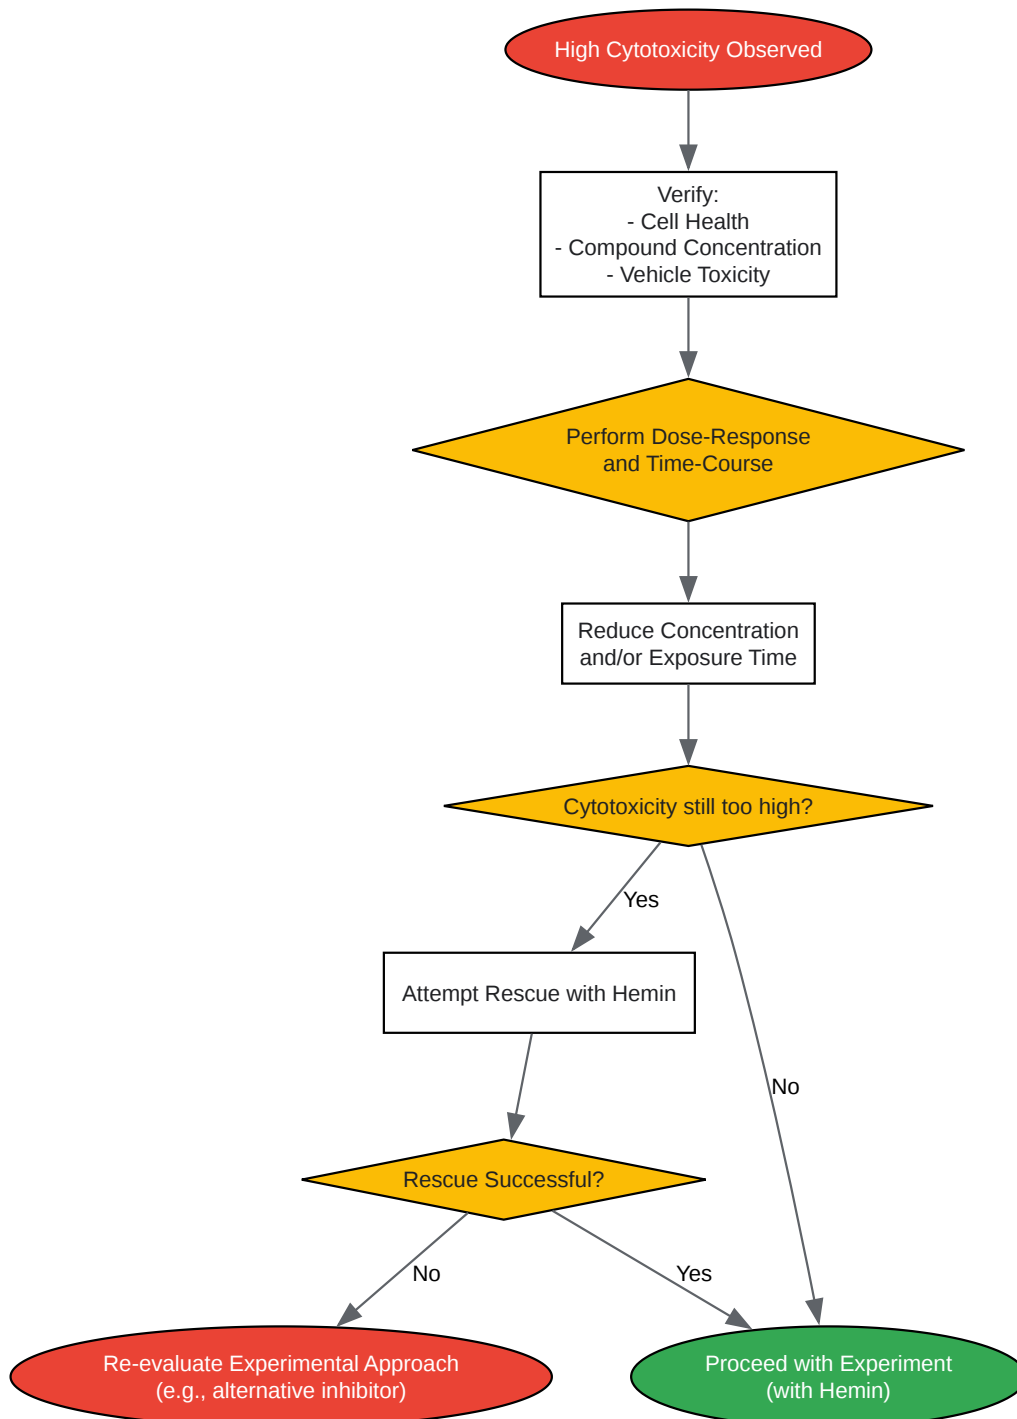 High Cytotoxicity Observed
Verify:
- Cell Health
- Compound Concentration
- Vehicle Toxicity
Perform Dose-Response
and Time-Course
Reduce Concentration
and/or Exposure Time
Cytotoxicity still too high?
Yes
Attempt Rescue with Hemin
No
Rescue Successful?
No
Yes
Re-evaluate Experimental Approach
(e.g., alternative inhibitor)
Proceed with Experiment
(with Hemin)